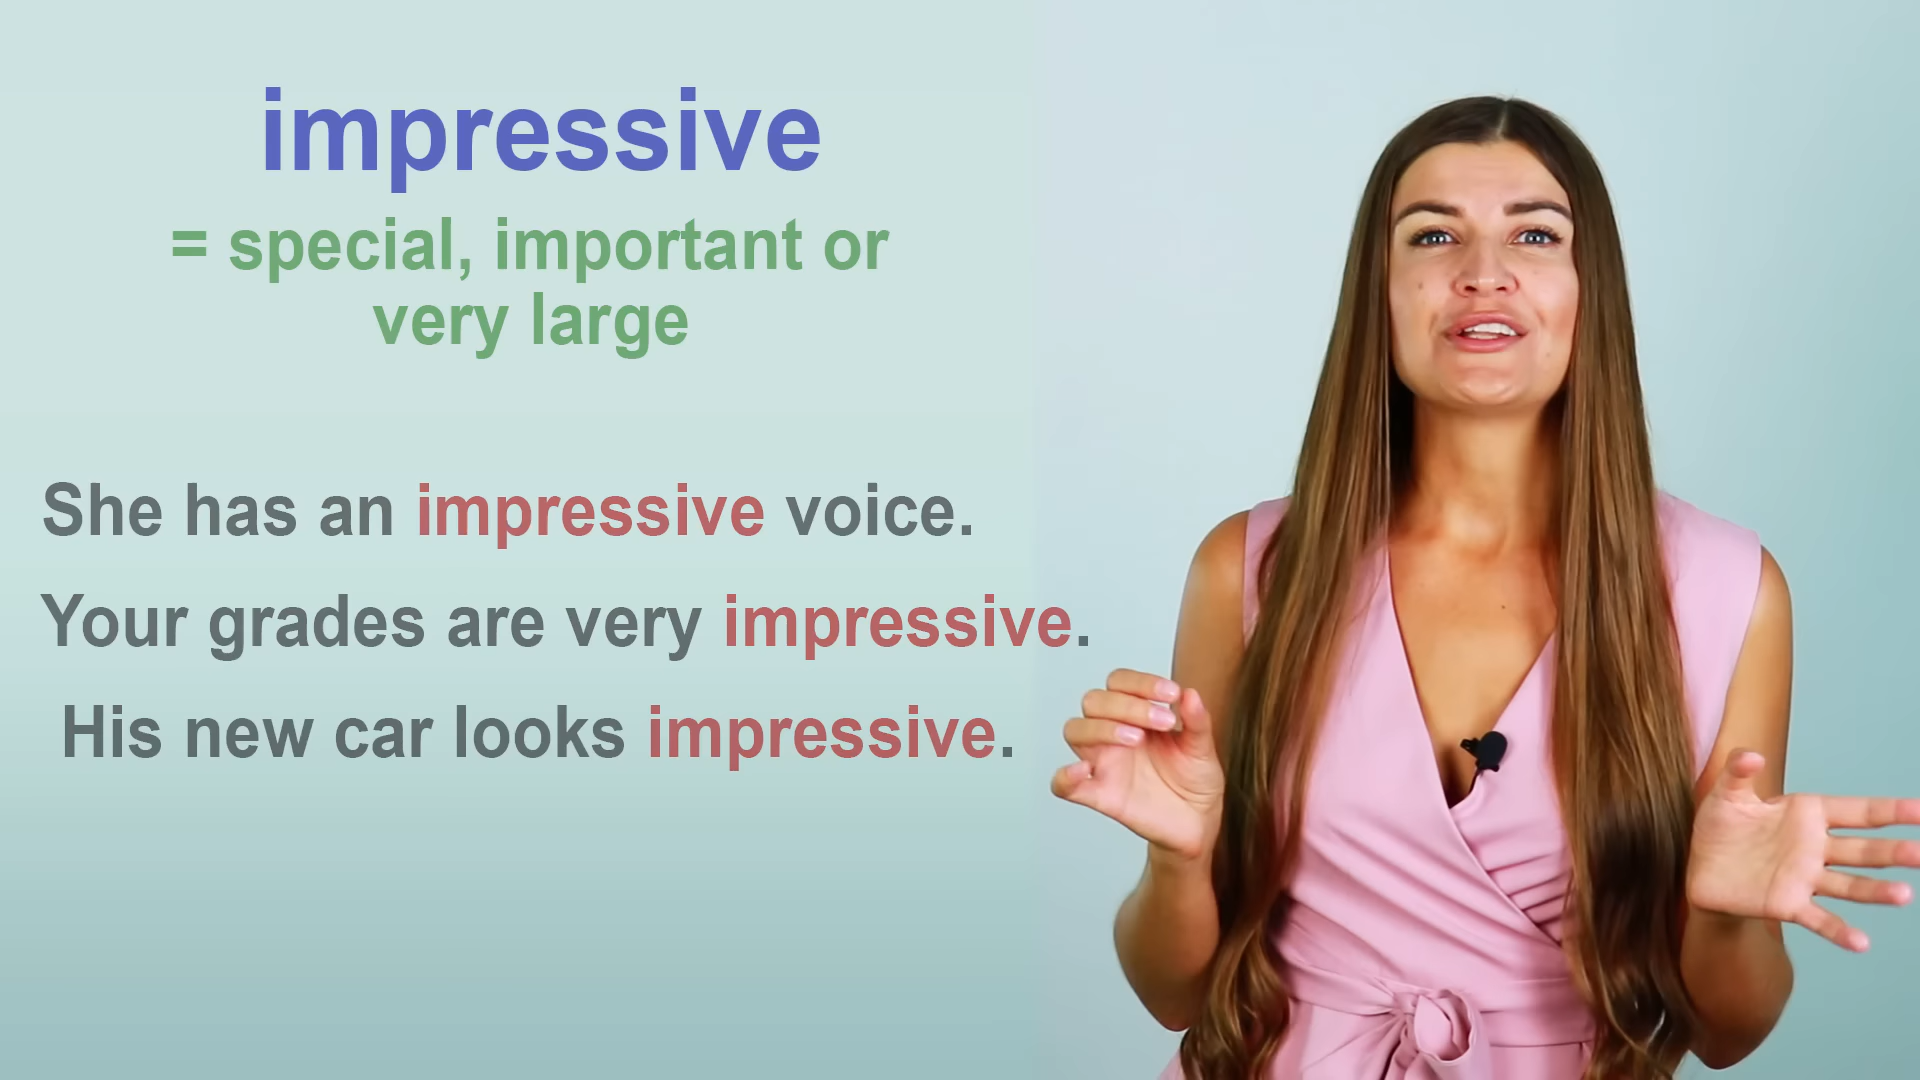 impressive
= special, important or
very large
She has an impressive voice.
Your grades are very impressive.
His new car looks impressive.